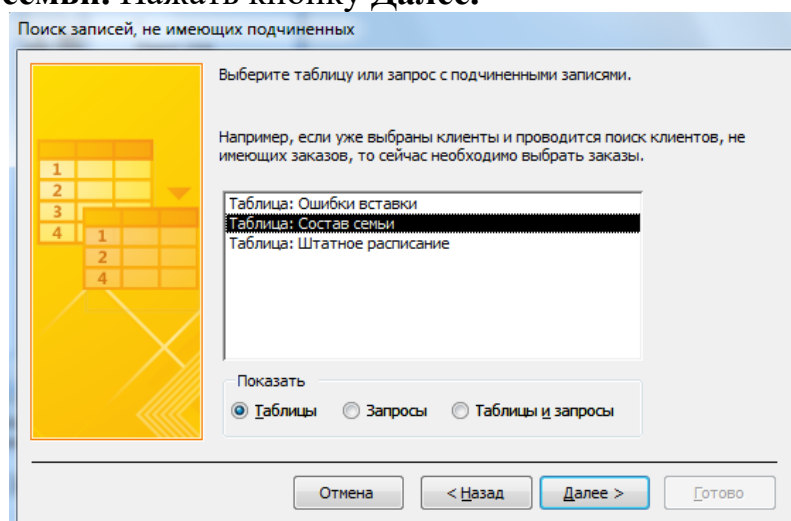 семьи. Нажать кнопку Далее.
Поиск записей, не имеющих подчиненных
Выберите таблицу или запрос с подчиненными записями.
Например, если уже выбраны клиенты и проводится поиск клиентов, не
имеющих заказов, то сейчас необходимо выбрать заказы.
1
2
3
4
1
2
4
Таблица: Ошибки вставки
Таблица: Состав семьи
Таблица: Штатное расписание
Показать
Таблицы Запросы Таблицы и запросы
Отмена < Назад Далее > Готово